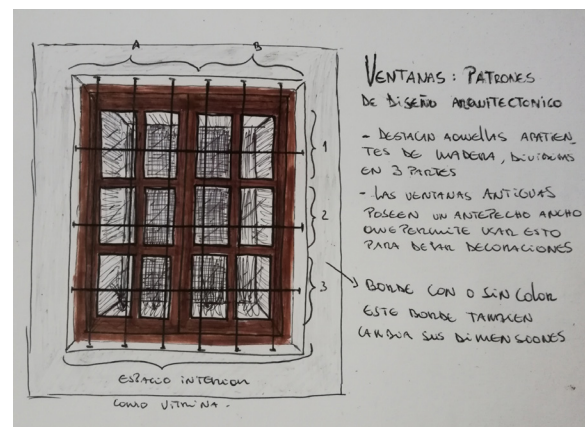 A B
1
2
3
ESPACIO INTERIOR
COMO VITRINA.
VENTANAS: PATRONES
DE DISEÑO ARQUITECTONICO
- DESTACAN AQUELLAS
TES DE MADERA, DIVIDIDAS
EN 3 PARTES
- LAS VENTANAS ANTIGUAS
POSEEN UN ANTEPECHO ANCHO
QUE PERMITE USAR ESTO
PARA DEJAR DECORACIONES
BORDE CON O SIN COLOR
ESTE BORDE TAMBIEN
CAMBIA SUS DIMENSIONES